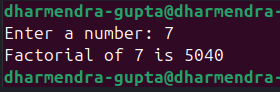 dharmendra-gupta@dharmendra-
Enter a number: 7
Factorial of 7 is 5040
dharmendra-gupta@dharmendra-